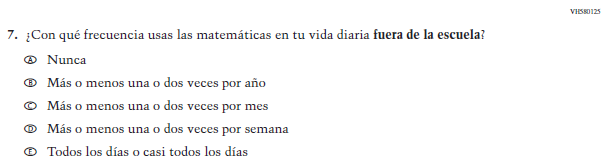 VH580125
7. ¿Con qué frecuencia usas las matemáticas en tu vida diaria fuera de la escuela?
A Nunca
B Más o menos una o dos veces por año
C Más o menos una o dos veces por mes
D Más o menos una o dos veces por semana
E Todos los días o casi todos los días